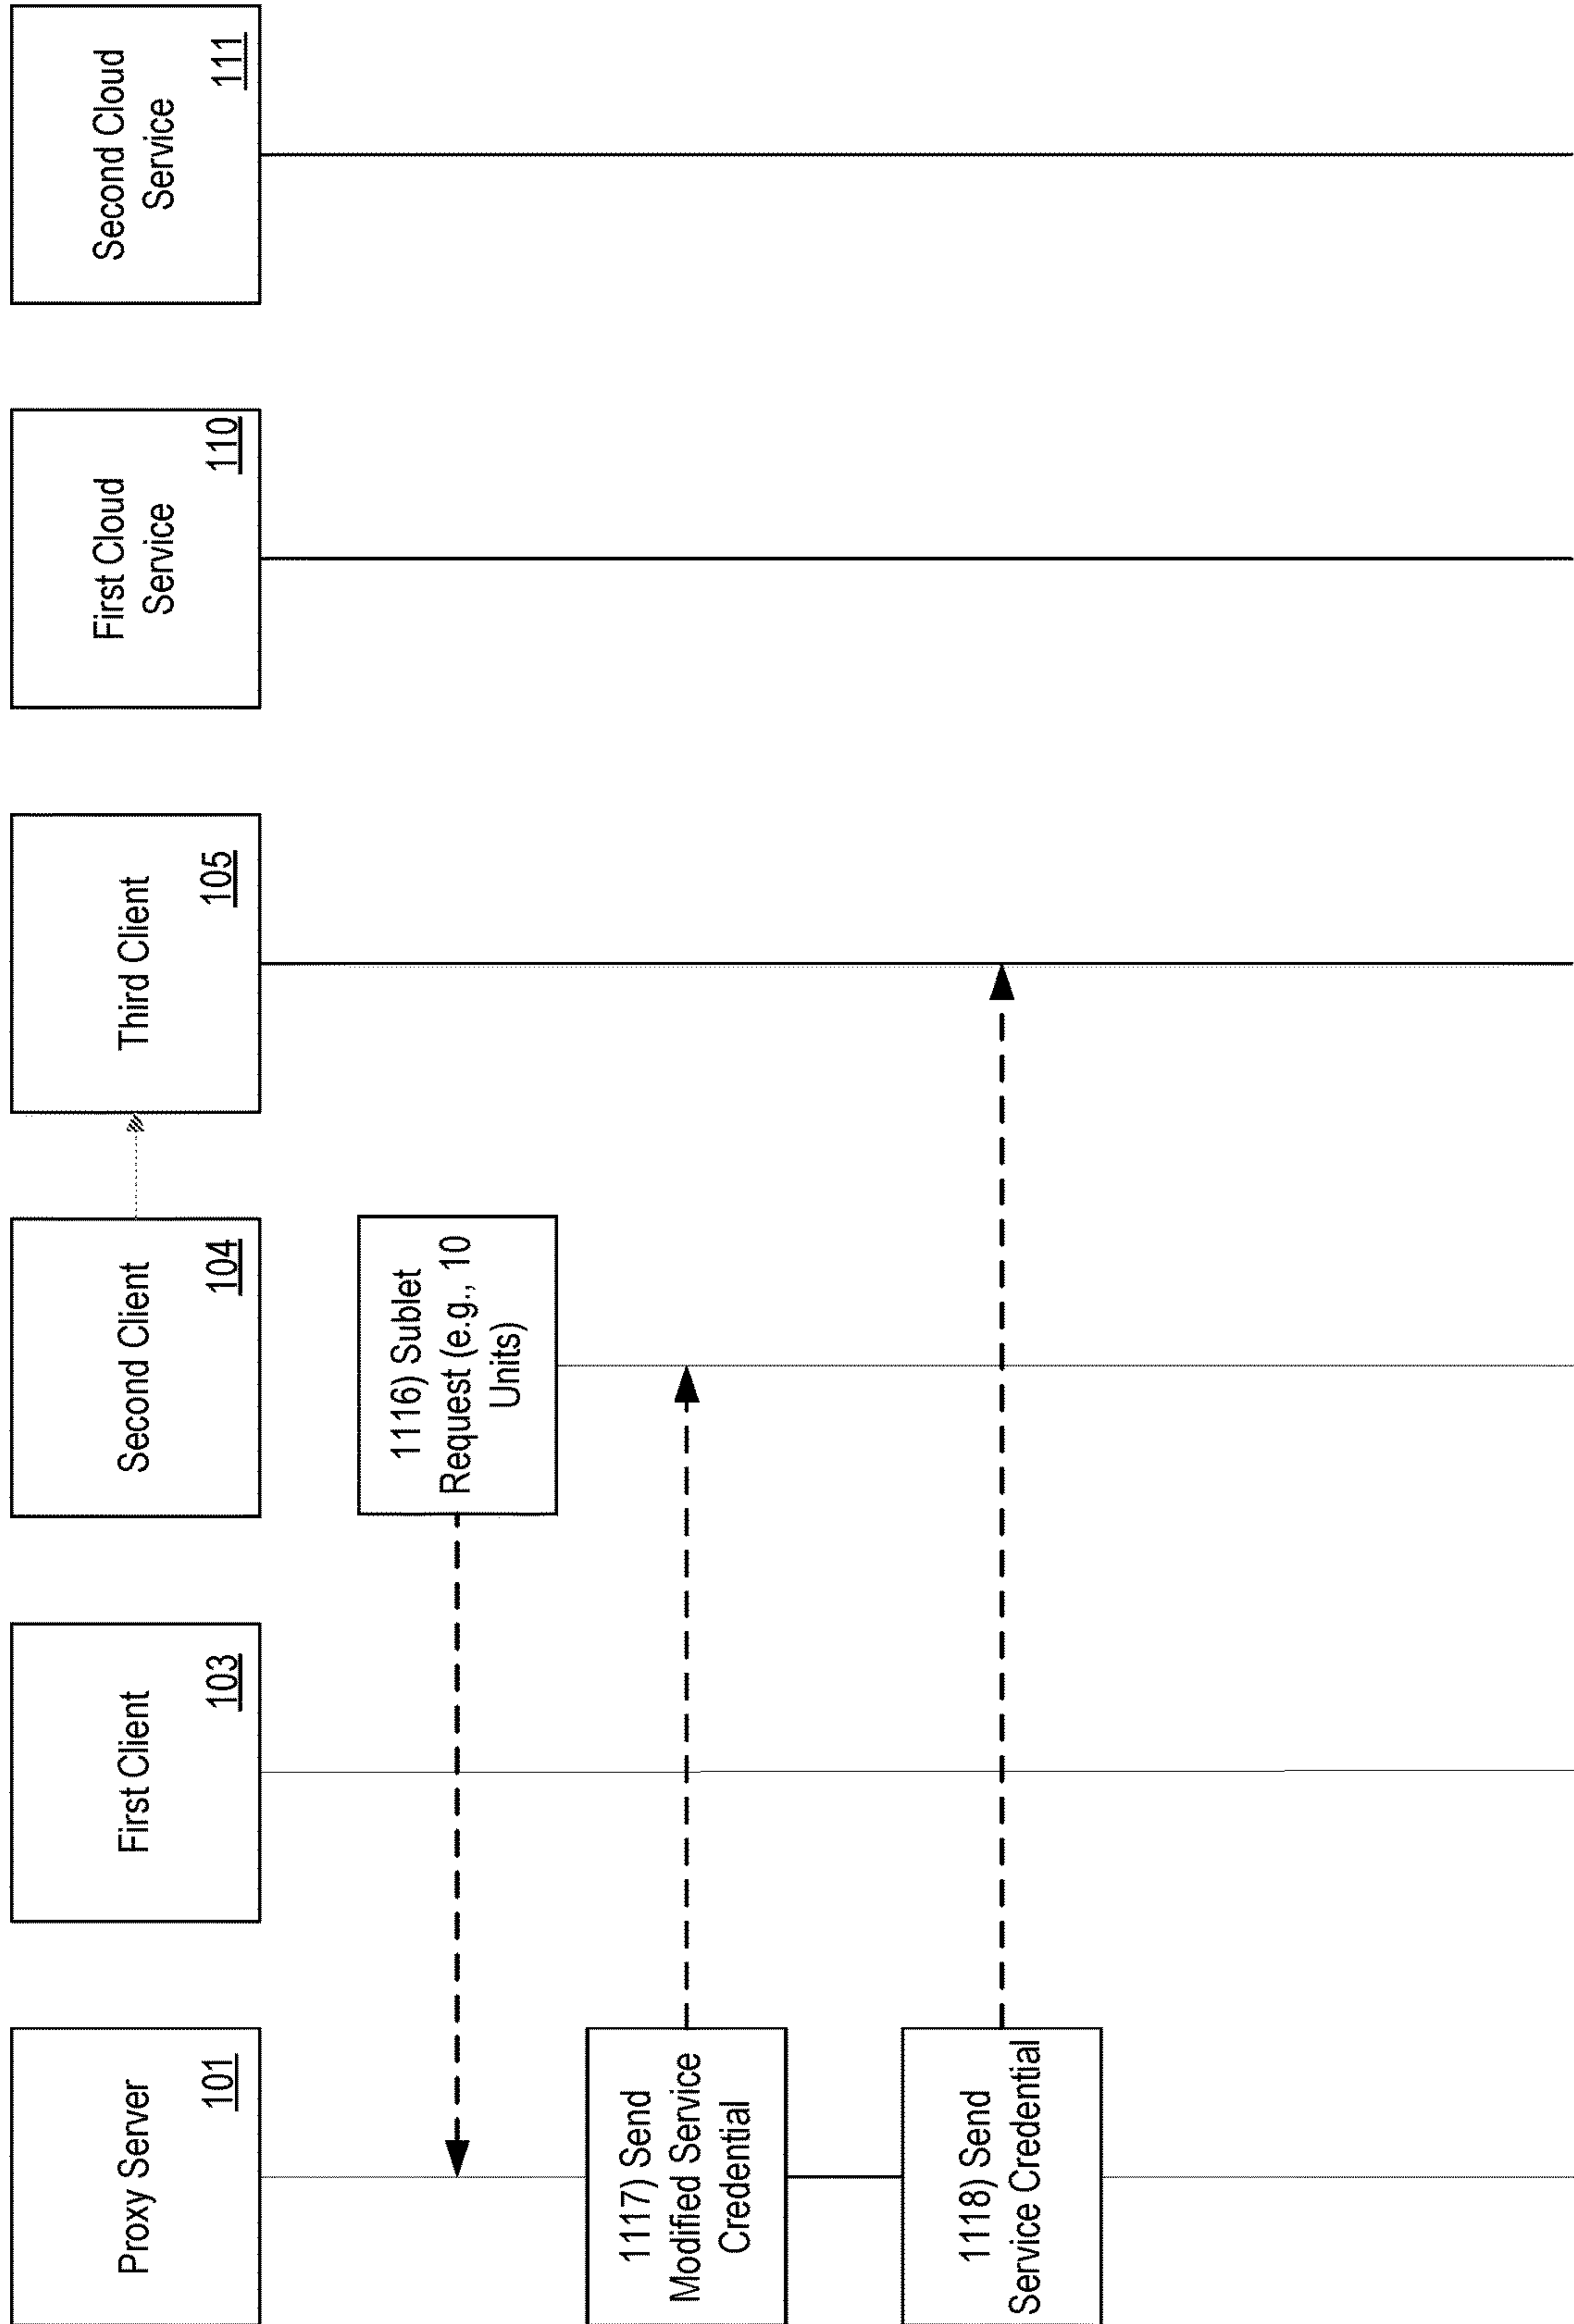 Proxy Server
101
First Client
103
Second Client
104
Third Client
105
First Cloud
Service
110
Second Cloud
Service
111
1116) Sublet
Request (e.g., 10
Units)
1117) Send
Modified Service
Credential
1118) Send
Service Credential